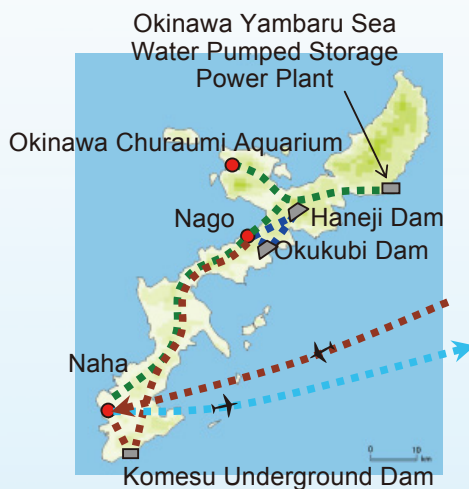 Okinawa Yambaru Sea
Water Pumped Storage
Power Plant
Okinawa Churaumi Aquarium
Nago
Haneji Dam
Okukubi Dam
Naha
Komesu Underground Dam
0 10
km